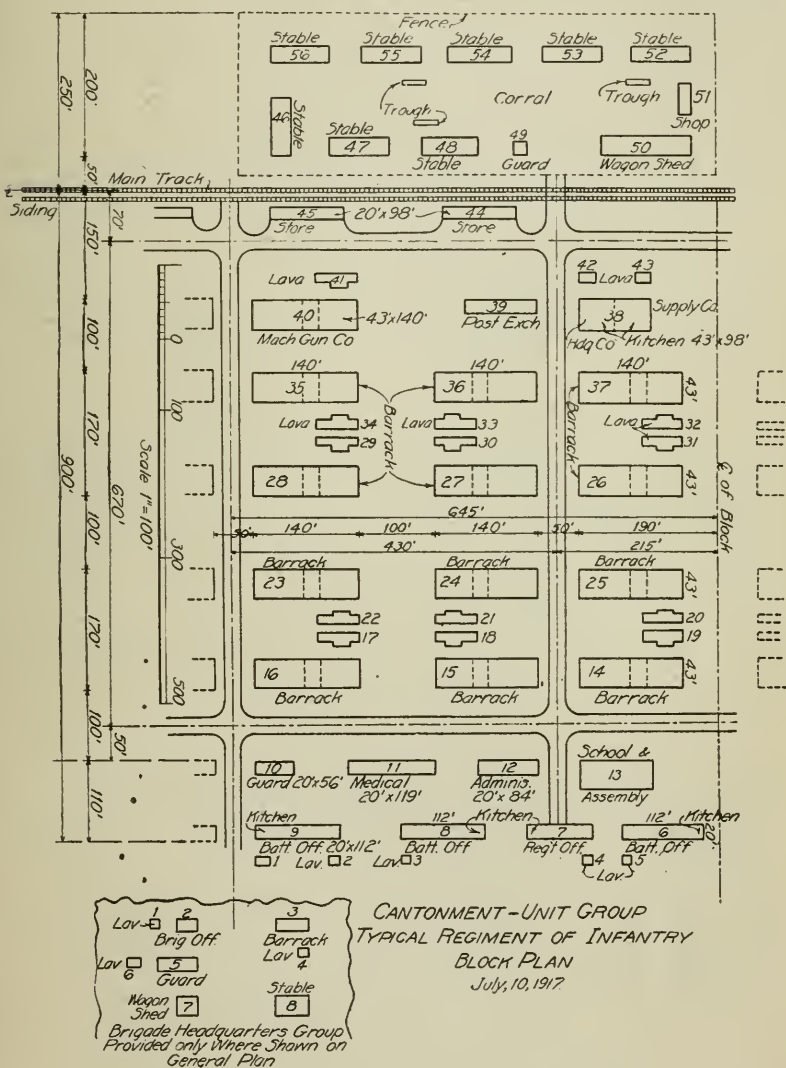 Fence
Stable Stable Stable Stable Stable
56 55 54 53 52
Trough Corral Trough 51
Shop
46 Stable
Stable 49
47 48 50
Stable Guard Wagon Shed
200'
250'
50'
Main Track
Siding
70'
45 20'x98' 44
Store Store
150'
42 43
Lava 41 Lava
40 43'x140' 39 38 Supply Co.
Mach Gun Co Post Exch Hdq Co Kitchen 43'x98'
0
100'
140' 140' 140'
35 36 37 43'
Barrack Barrack
100
170'
Lava 34 Lava 33 Lava 32
29 30 31
900'
670'
Scale 1"=100'
28 27 26 43'
₵ of Block
645'
50' 140' 100' 140' 50' 190'
430' 215'
100'
300
Barrack Barrack Barrack
23 24 25 43'
22 21 20
17 18 19
170'
16 15 14 43'
500
Barrack Barrack Barrack
100'
50'
School &
10 11 12 13
Guard 20'x56' Medical Adminis. Assembly
20'x119' 20'x84'
110'
Kitchen 112' Kitchen 112' Kitchen
9 8 7 6 20'
Batt. Off. 20'x112' Batt. Off Reg't Off. Batt. Off
1 Lav. 2 Lav. 3 4 5
Lav.
1 2 3
Lav
Brig Off. Barrack
Lav 4
Lav 6 5
Guard Stable
Wagon Shed 7 8
Brigade Headquarters Group
Provided only Where Shown on
General Plan
CANTONMENT-UNIT GROUP
TYPICAL REGIMENT OF INFANTRY
BLOCK PLAN
July, 10, 1917.